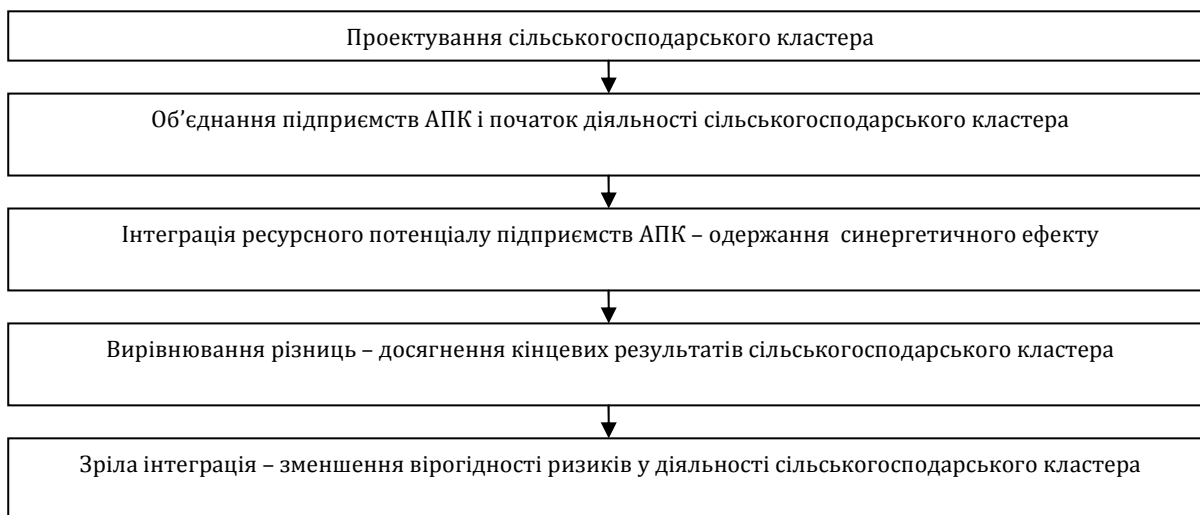 Проектування сільськогосподарського кластера
Об’єднання підприємств АПК і початок діяльності сільськогосподарського кластера
Інтеграція ресурсного потенціалу підприємств АПК – одержання синергетичного ефекту
Вирівнювання різниць – досягнення кінцевих результатів сільськогосподарського кластера
Зріла інтеграція – зменшення вірогідності ризиків у діяльності сільськогосподарського кластера